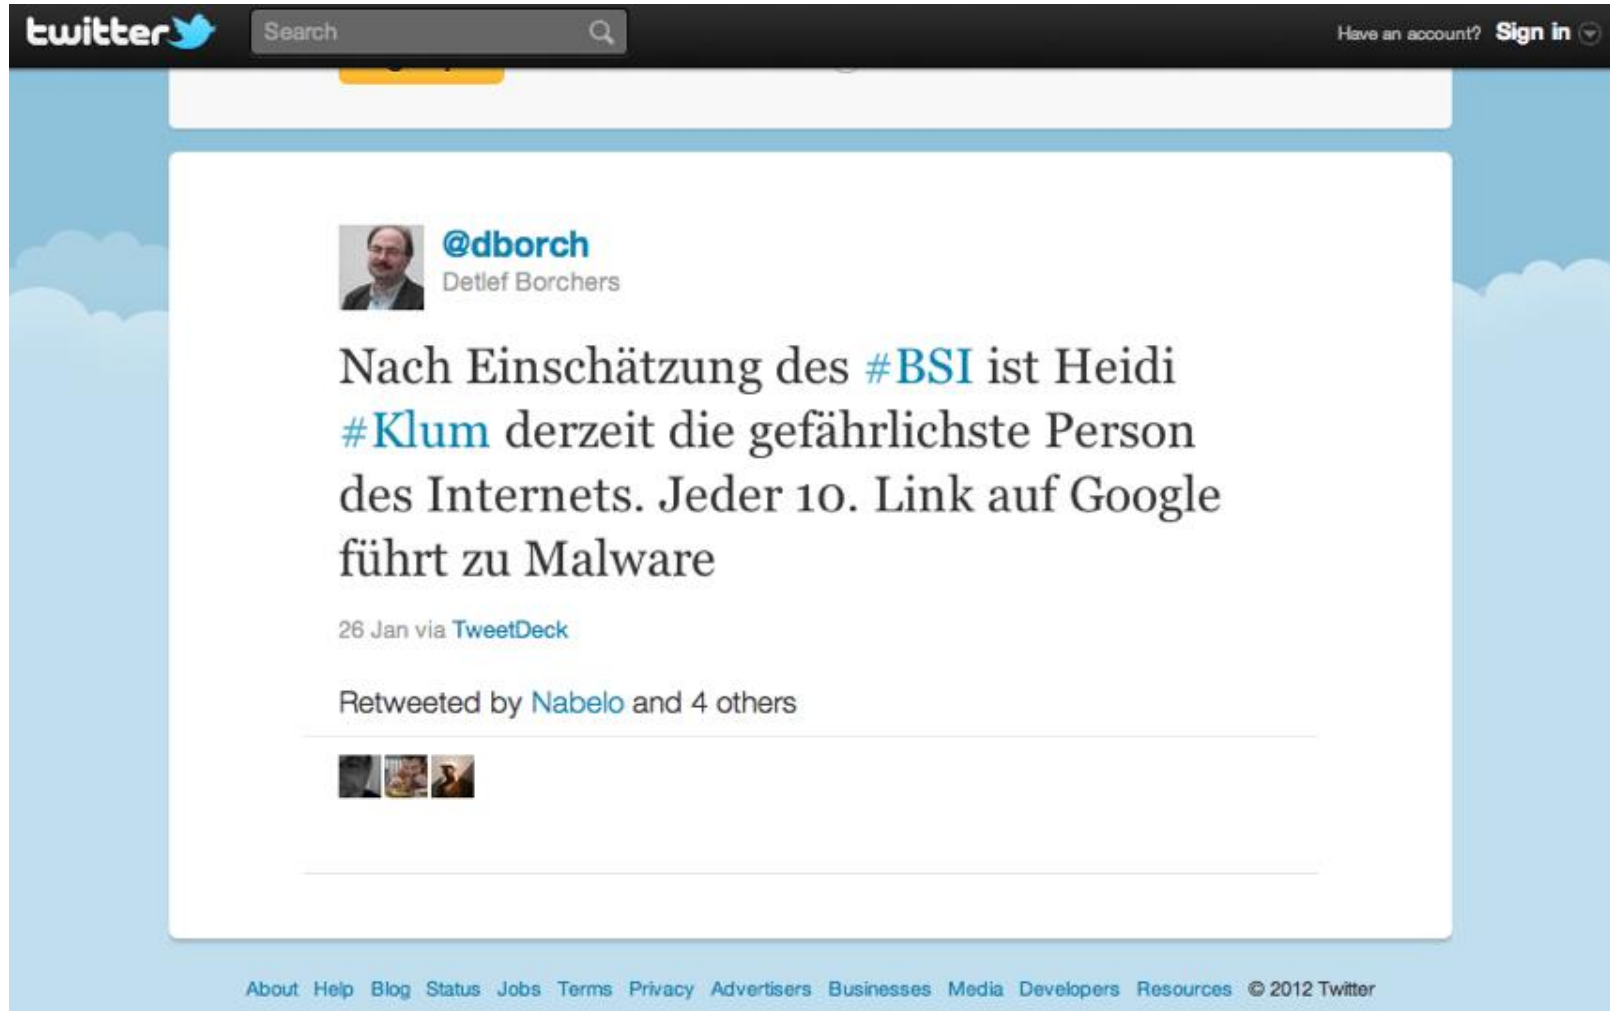 twitter
Search
Have an account? Sign in
@dborch
Detlef Borchers
Nach Einschätzung des #BSI ist Heidi
#Klum derzeit die gefährlichste Person
des Internets. Jeder 10. Link auf Google
führt zu Malware
26 Jan via TweetDeck
Retweeted by Nabelo and 4 others
About Help Blog Status Jobs Terms Privacy Advertisers Businesses Media Developers Resources © 2012 Twitter